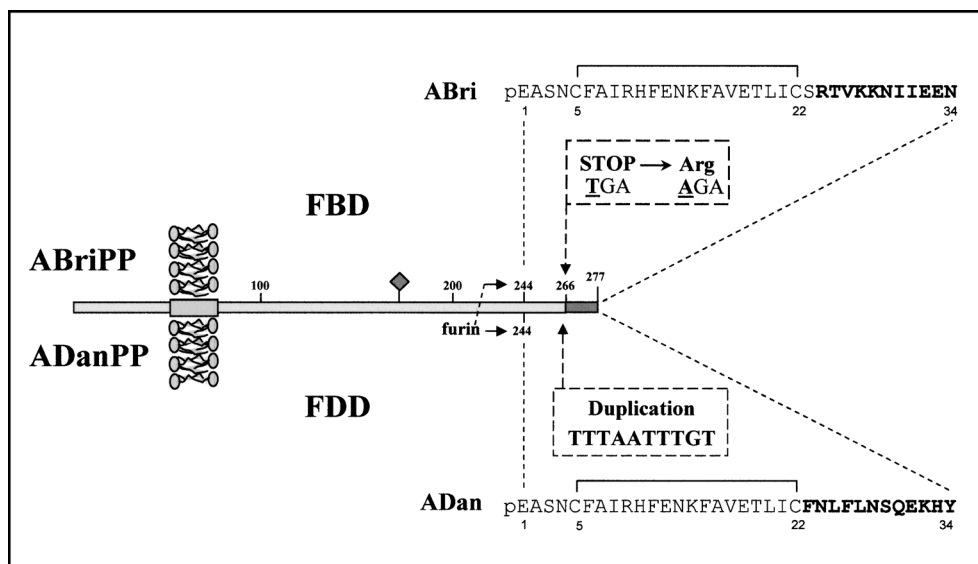 ABri pEASNCFAIRHFENKFAVETLICSRTVKKNIIEEN
1 5 22 34
STOP → Arg
TGA AGA
FBD
ABriPP
100 200 244 266 277
furin 244
ADanPP
FDD
Duplication
TTTAATTTGT
ADan pEASNCFAIRHFENKFAVETLICFNLFLNSQEKHY
1 5 22 34